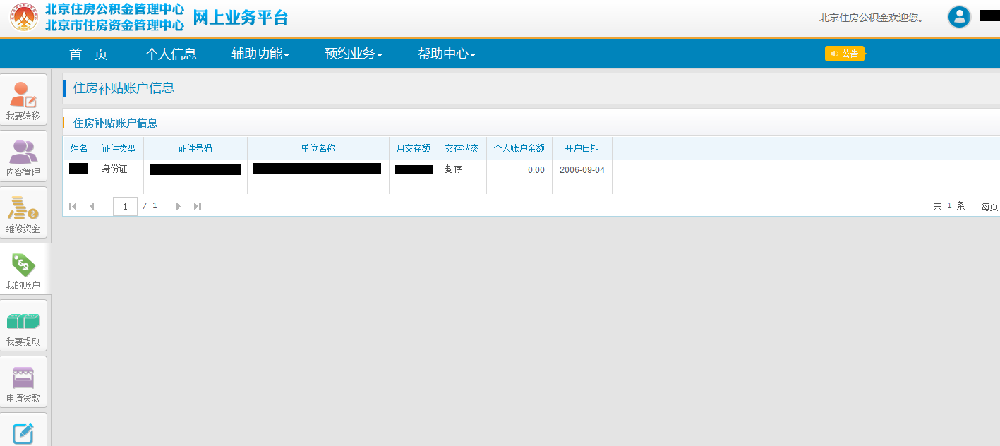 北京住房公积金管理中心
北京市住房资金管理中心
网上业务平台
北京住房公积金欢迎您。
首 页 个人信息 辅助功能 预约业务 帮助中心 公告
住房补贴账户信息
我要转移
住房补贴账户信息
姓名 证件类型 证件号码 单位名称 月交存额 交存状态 个人账户余额 开户日期
身份证 封存 0.00 2006-09-04
内容管理
1 / 1 共 1 条 每页
维修资金
我的账户
我要提取
申请贷款